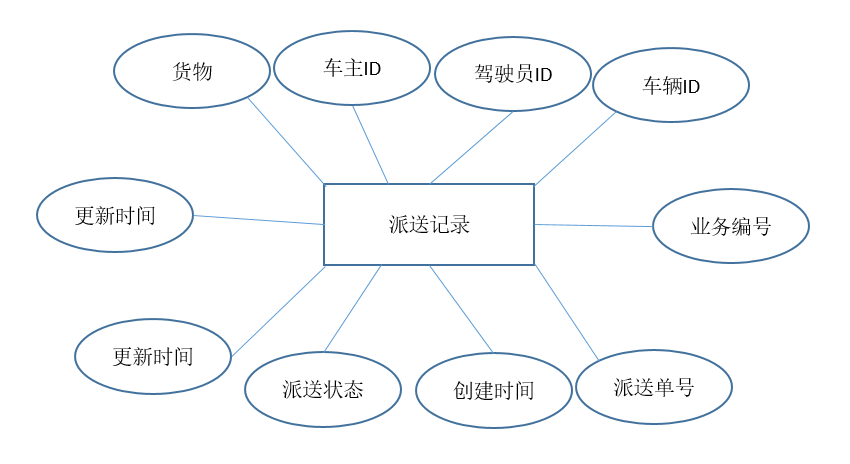 货物
车主ID
驾驶员ID
车辆ID
更新时间
派送记录
业务编号
更新时间
派送状态
创建时间
派送单号